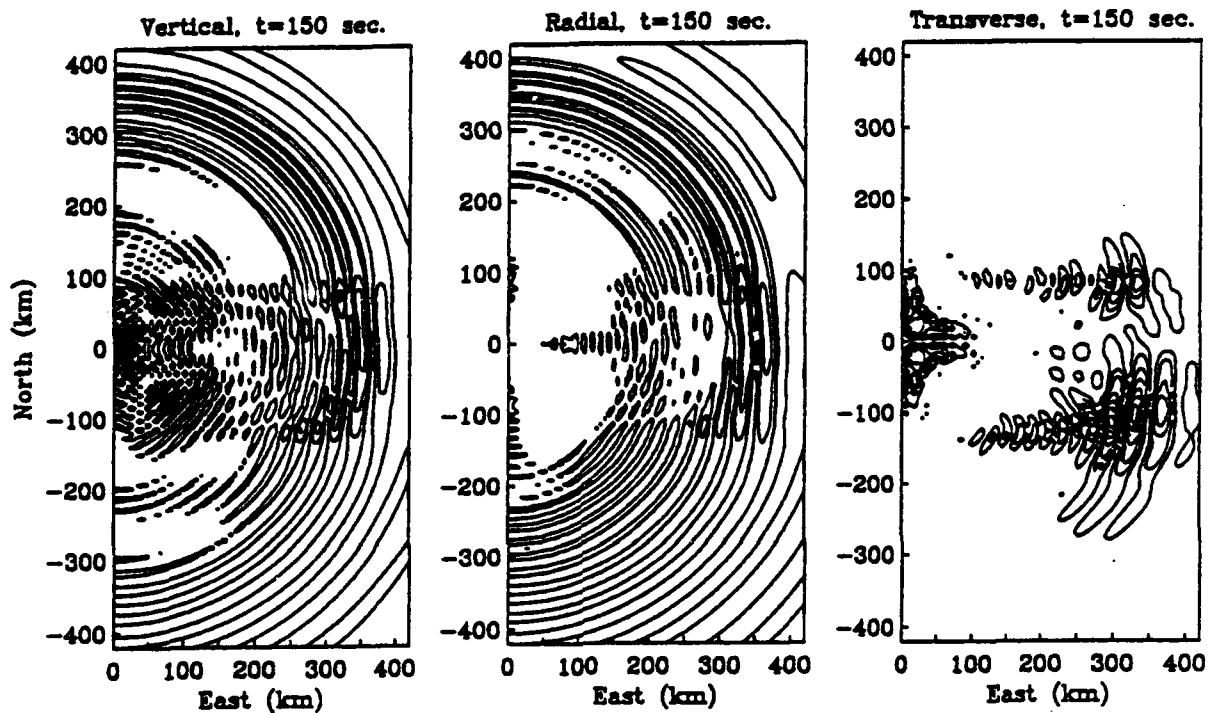 Vertical, t=150 sec.
Radial, t=150 sec.
Transverse, t=150 sec.
North (km)
400
300
200
100
0
-100
-200
-300
-400
0 100 200 300 400
East (km)
400
300
200
100
0
-100
-200
-300
-400
0 100 200 300 400
East (km)
400
300
200
100
0
-100
-200
-300
-400
0 100 200 300 400
East (km)